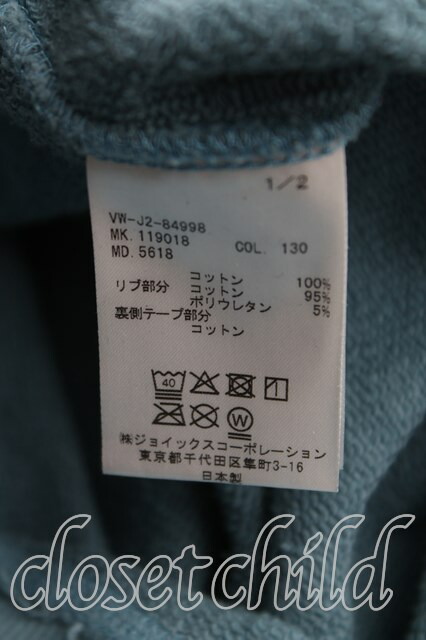 1/2
VW-J2-84998
MK. 119018
MD. 5618 COL. 130
コットン 100%
リブ部分 コットン 95%
ポリウレタン 5%
裏側テープ部分
コットン
40
W
㈱ジョイックスコーポレーション
東京都千代田区隼町3-16
日本製
closet child